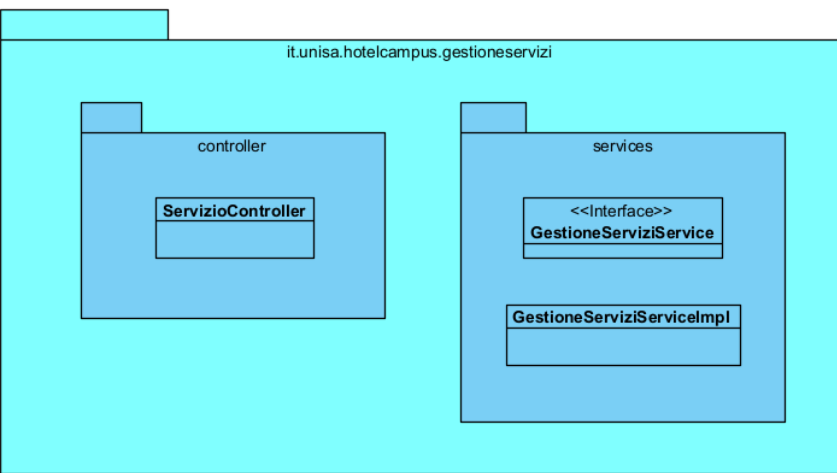 it.unisa.hotelcampus.gestioneservizi
controller
ServizioController
services
<<Interface>>
GestioneServiziService
GestioneServiziServiceImpl